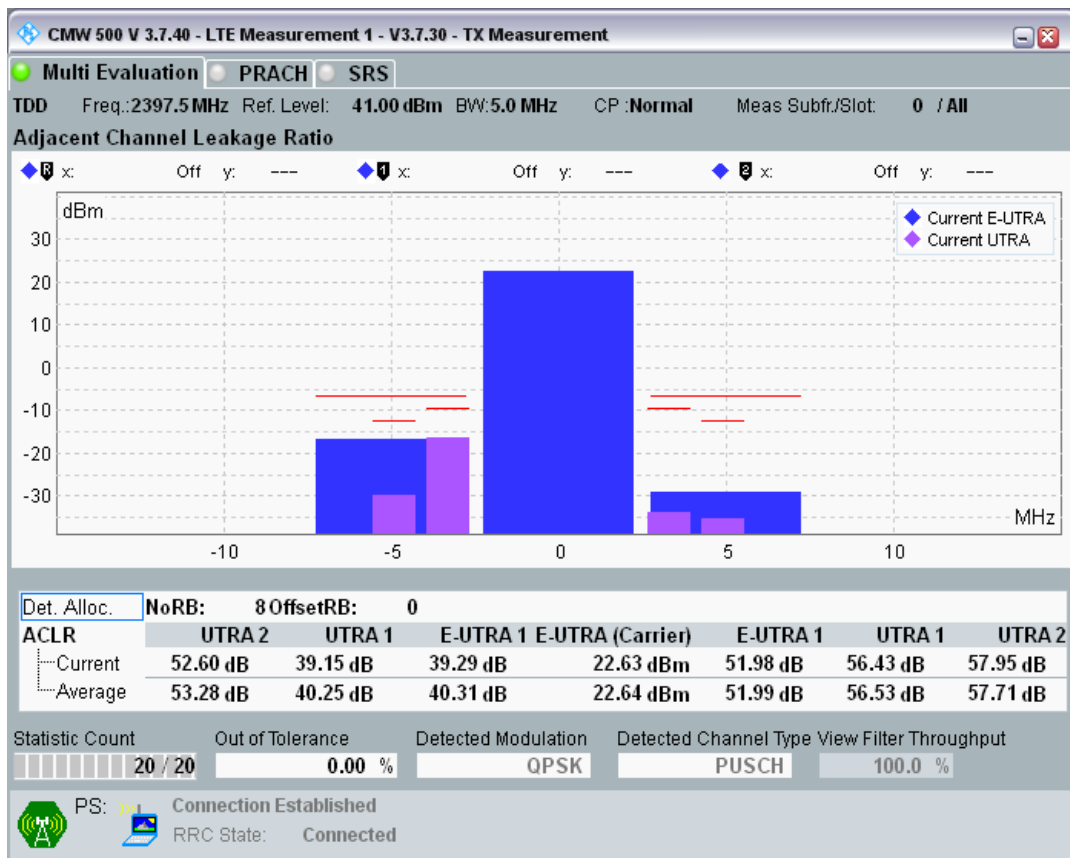 CMW 500 V 3.7.40 - LTE Measurement 1 - V3.7.30 - TX Measurement
Multi Evaluation PRACH SRS
TDD Freq.:2397.5 MHz Ref. Level: 41.00 dBm BW:5.0 MHz CP :Normal Meas Subfr./Slot: 0 / All
Adjacent Channel Leakage Ratio
R x: Off y: --- 1 x: Off y: --- 2 x: Off y: ---
dBm
Current E-UTRA
Current UTRA
30
20
10
0
-10
-20
-30
MHz
-10 -5 0 5 10
Det. Alloc. NoRB: 8 OffsetRB: 0
ACLR UTRA 2 UTRA 1 E-UTRA 1 E-UTRA (Carrier) E-UTRA 1 UTRA 1 UTRA 2
Current 52.60 dB 39.15 dB 39.29 dB 22.63 dBm 51.98 dB 56.43 dB 57.95 dB
Average 53.28 dB 40.25 dB 40.31 dB 22.64 dBm 51.99 dB 56.53 dB 57.71 dB
Statistic Count Out of Tolerance Detected Modulation Detected Channel Type View Filter Throughput
20 / 20 0.00 % QPSK PUSCH 100.0 %
PS: Connection Established
RRC State: Connected